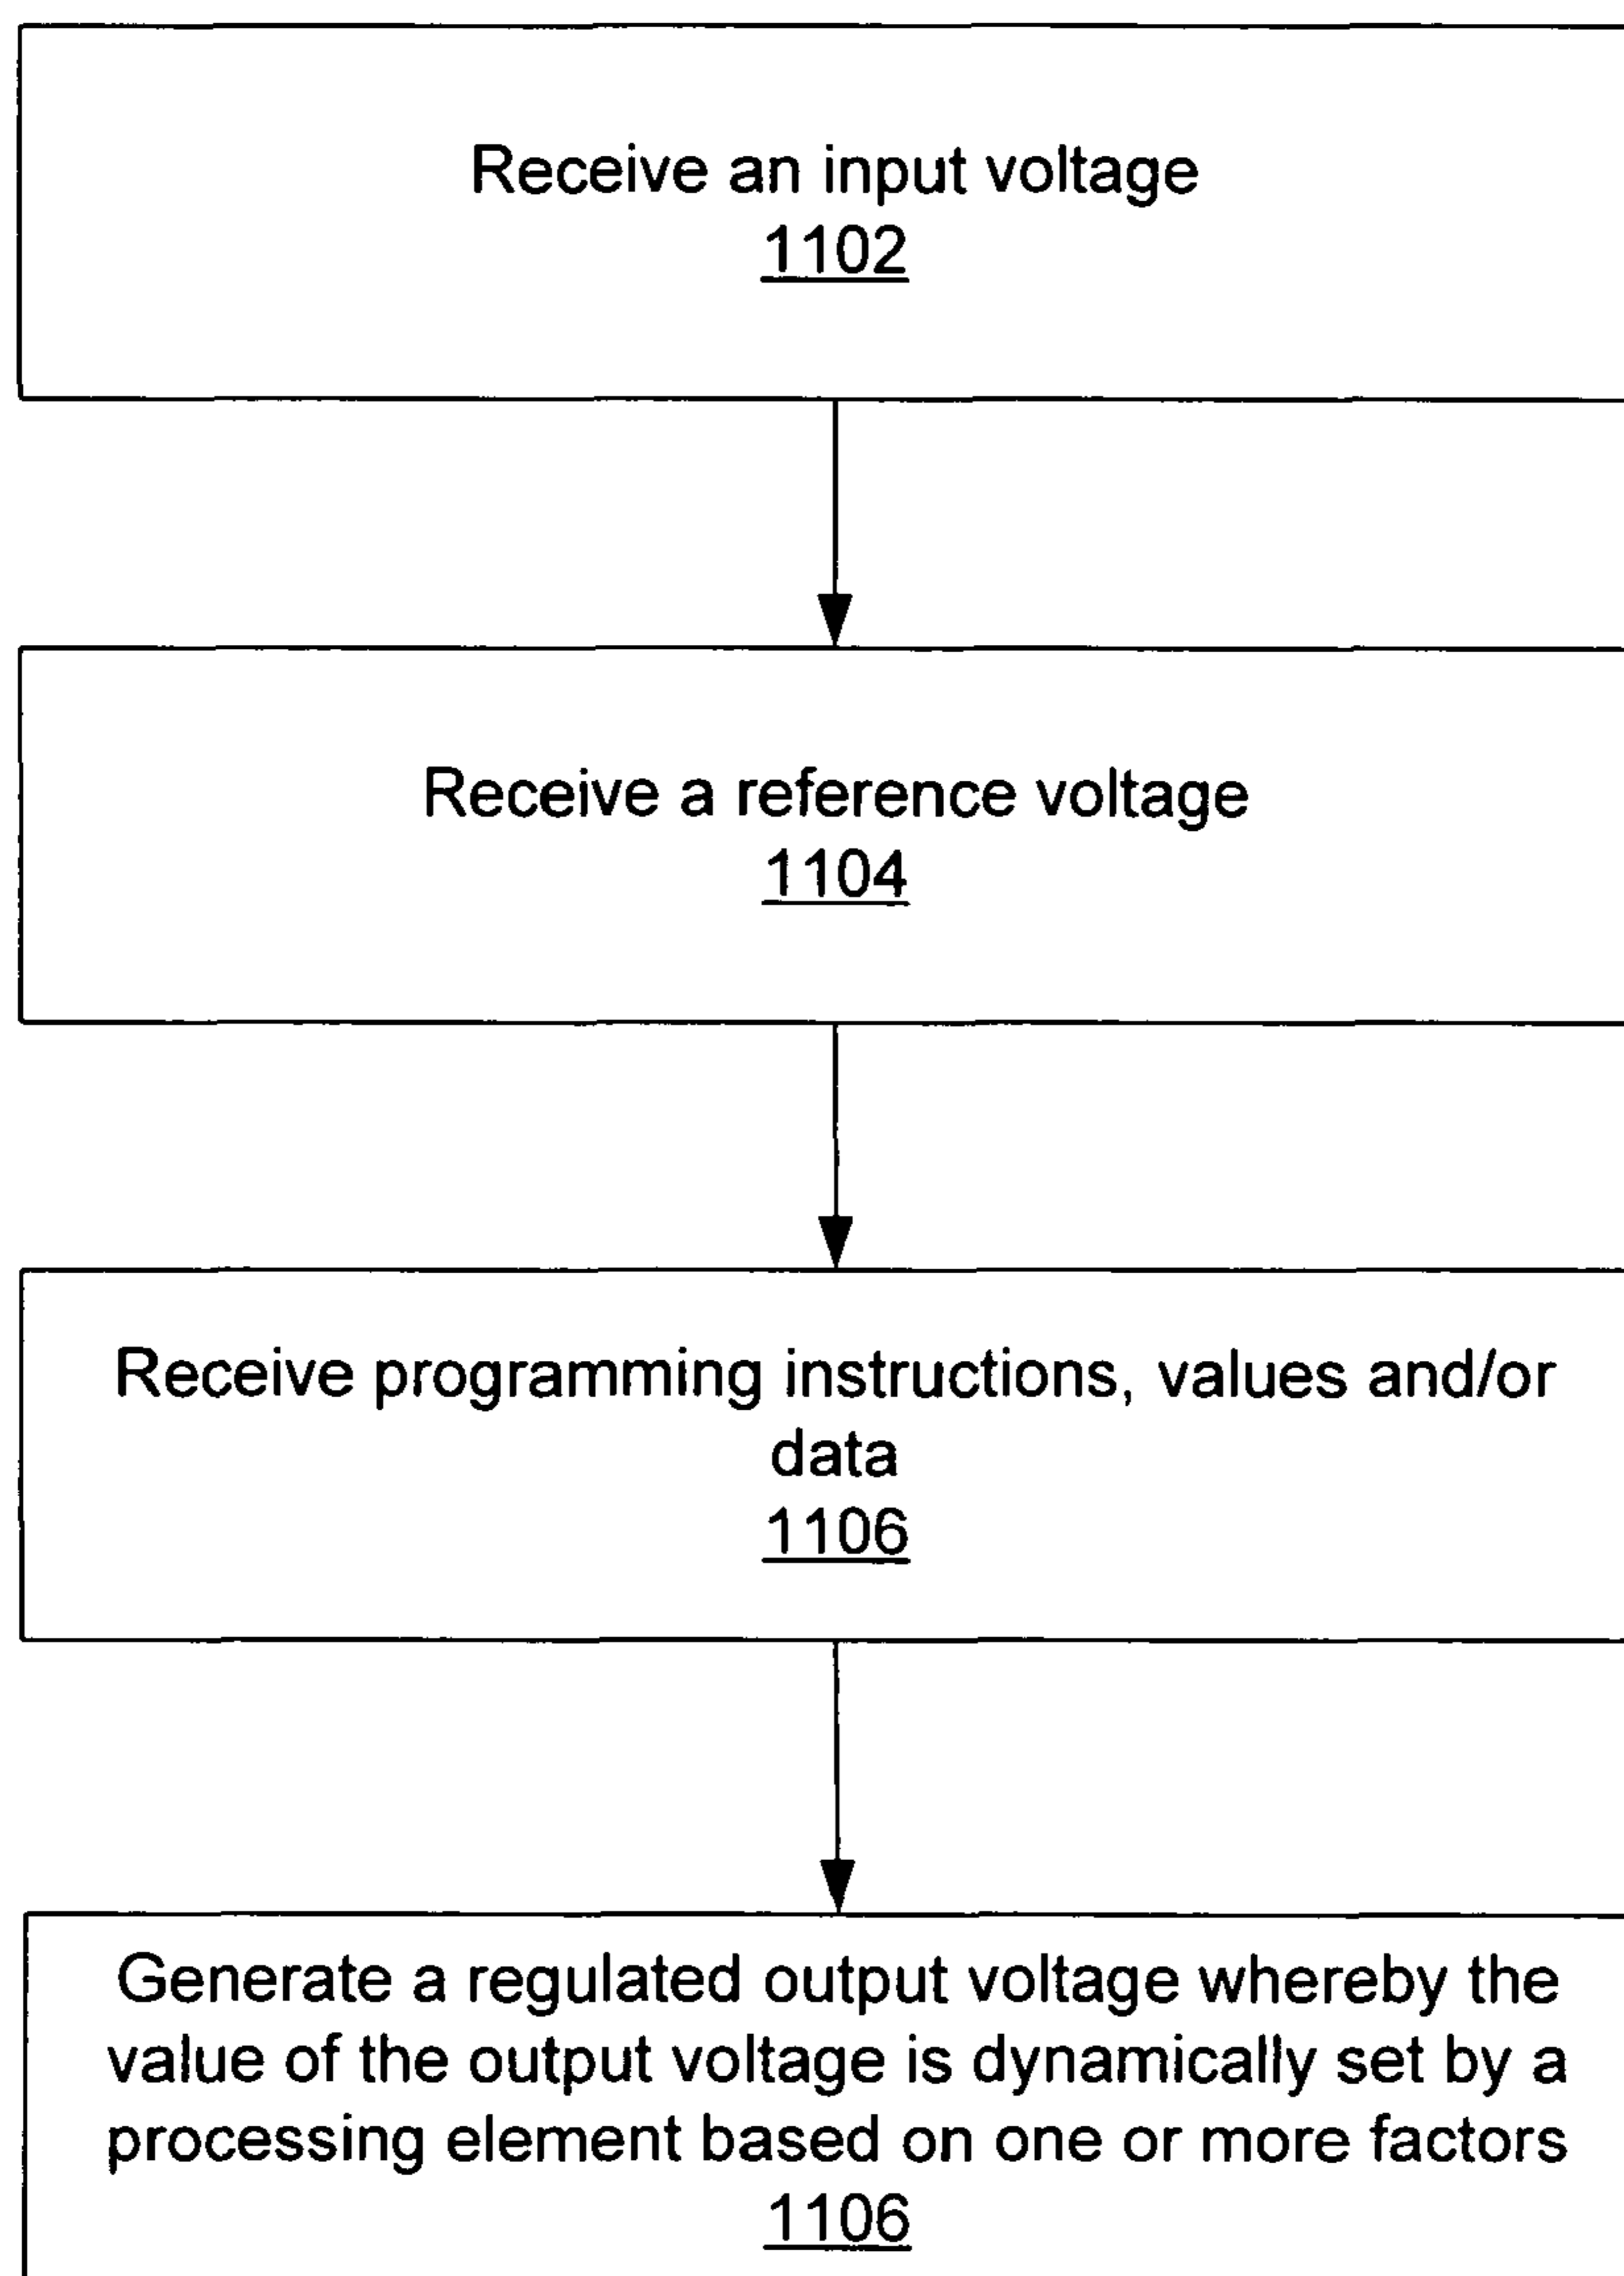 Receive an input voltage
1102
Receive a reference voltage
1104
Receive programming instructions, values and/or
data
1106
Generate a regulated output voltage whereby the
value of the output voltage is dynamically set by a
processing element based on one or more factors
1106